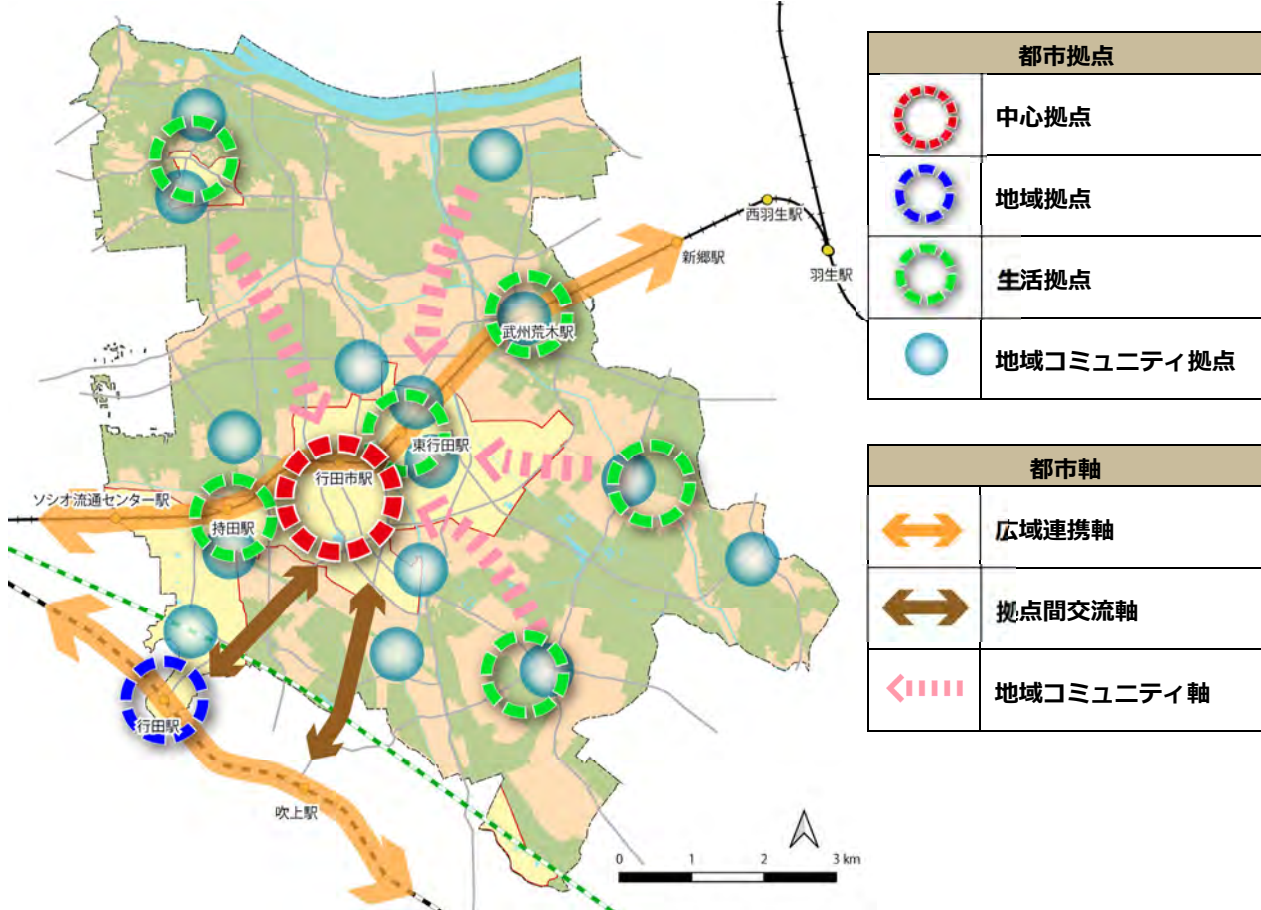 都市拠点
中心拠点
地域拠点
生活拠点
地域コミュニティ拠点
都市軸
広域連携軸
拠点間交流軸
地域コミュニティ軸
西羽生駅
新郷駅
羽生駅
武州荒木駅
東行田駅
行田市駅
ソシオ流通センター駅
持田駅
行田駅
吹上駅
0 1 2 3 km